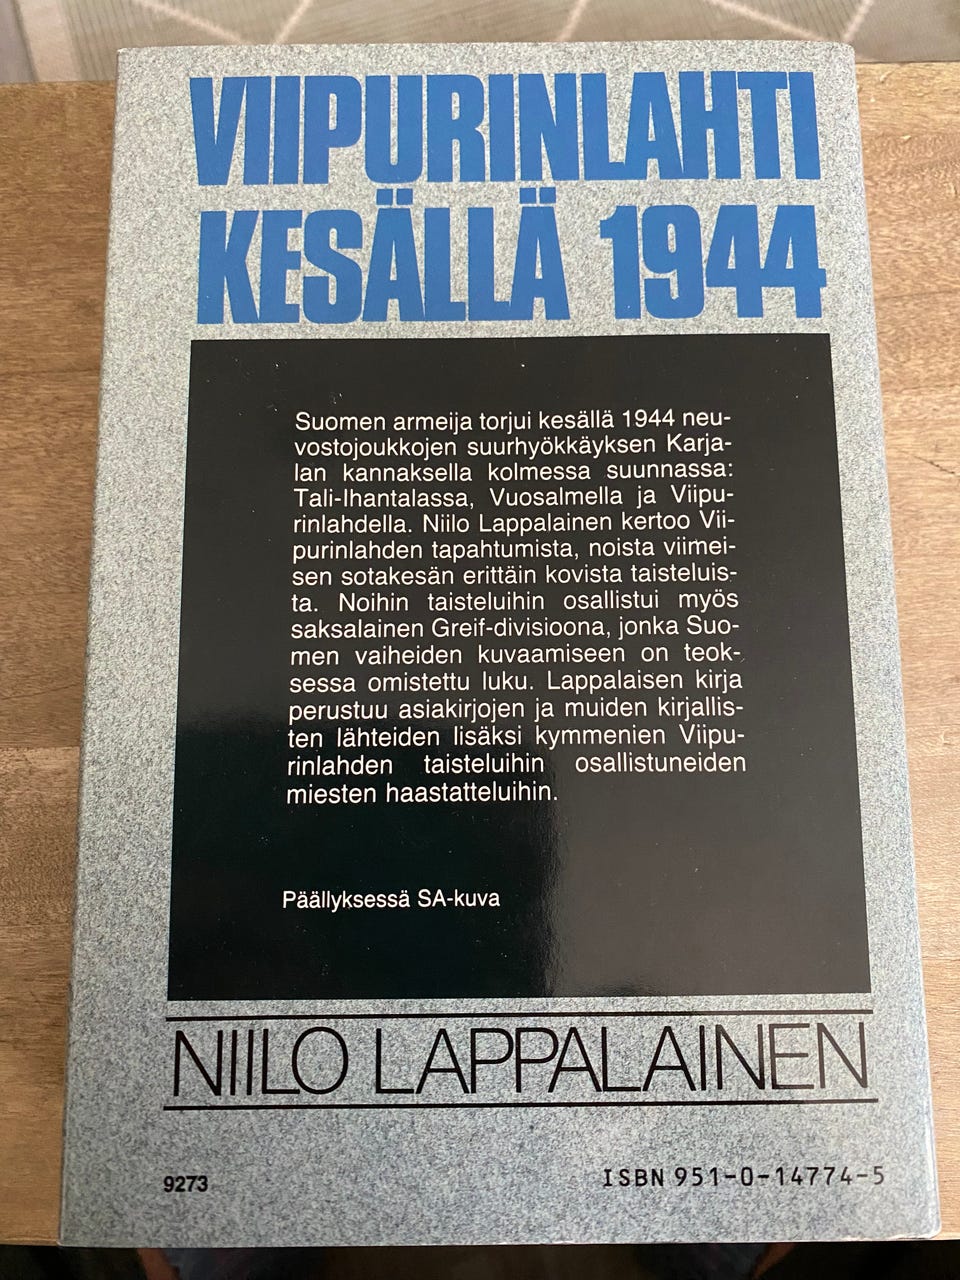 VIIPURINLAHTI
KESÄLLÄ 1944
Suomen armeija torjui kesällä 1944 neu-
vostojoukkojen suurhyökkäyksen Karja-
lan kannaksella kolmessa suunnassa:
Tali-Ihantalassa, Vuosalmella ja Viipu-
rinlahdella. Niilo Lappalainen kertoo Vii-
purinlahden tapahtumista, noista viimei-
sen sotakesän erittäin kovista taisteluis-
ta. Noihin taisteluihin osallistui myös
saksalainen Greif-divisioona, jonka Suo-
men vaiheiden kuvaamiseen on teok-
sessa omistettu luku. Lappalaisen kirja
perustuu asiakirjojen ja muiden kirjallis-
ten lähteiden lisäksi kymmenien Viipu-
rinlahden taisteluihin osallistuneiden
miesten haastatteluihin.
Päällyksessä SA-kuva
NIILO LAPPALAINEN
9273 ISBN 951-0-14774-5